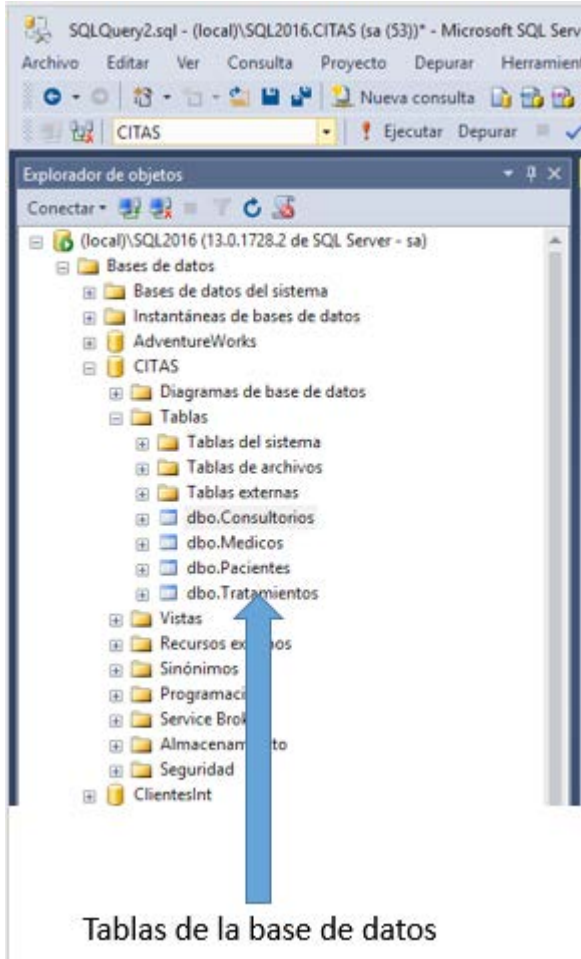 SQLQuery2.sql - (local)\SQL2016.CITAS (sa (53))* - Microsoft SQL Serv
Archivo Editar Ver Consulta Proyecto Depurar Herramien
Nueva consulta
CITAS Ejecutar Depurar
Explorador de objetos
Conectar
(local)\SQL2016 (13.0.1728.2 de SQL Server - sa)
Bases de datos
Bases de datos del sistema
Instantáneas de bases de datos
AdventureWorks
CITAS
Diagramas de base de datos
Tablas
Tablas del sistema
Tablas de archivos
Tablas externas
dbo.Consultorios
dbo.Medicos
dbo.Pacientes
dbo.Tratamientos
Vistas
Recursos ex nos
Sinónimos
Programaci
Service Brok
Almacenam to
Seguridad
ClientesInt
Tablas de la base de datos